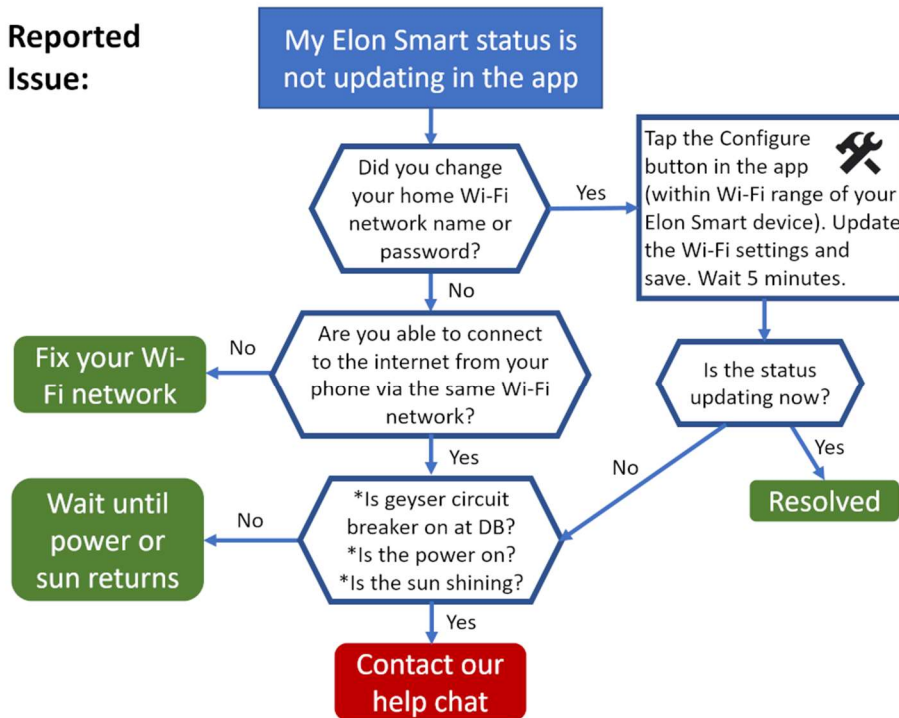 Reported
Issue:
My Elon Smart status is
not updating in the app
Did you change
your home Wi-Fi
network name or
password?
Yes
Tap the Configure
button in the app
(within Wi-Fi range of your
Elon Smart device). Update
the Wi-Fi settings and
save. Wait 5 minutes.
No
Are you able to connect
to the internet from your
phone via the same Wi-Fi
network?
No
Fix your Wi-
Fi network
Is the status
updating now?
Yes
Resolved
No
Yes
*Is geyser circuit
breaker on at DB?
*Is the power on?
*Is the sun shining?
No
Wait until
power or
sun returns
Yes
Contact our
help chat